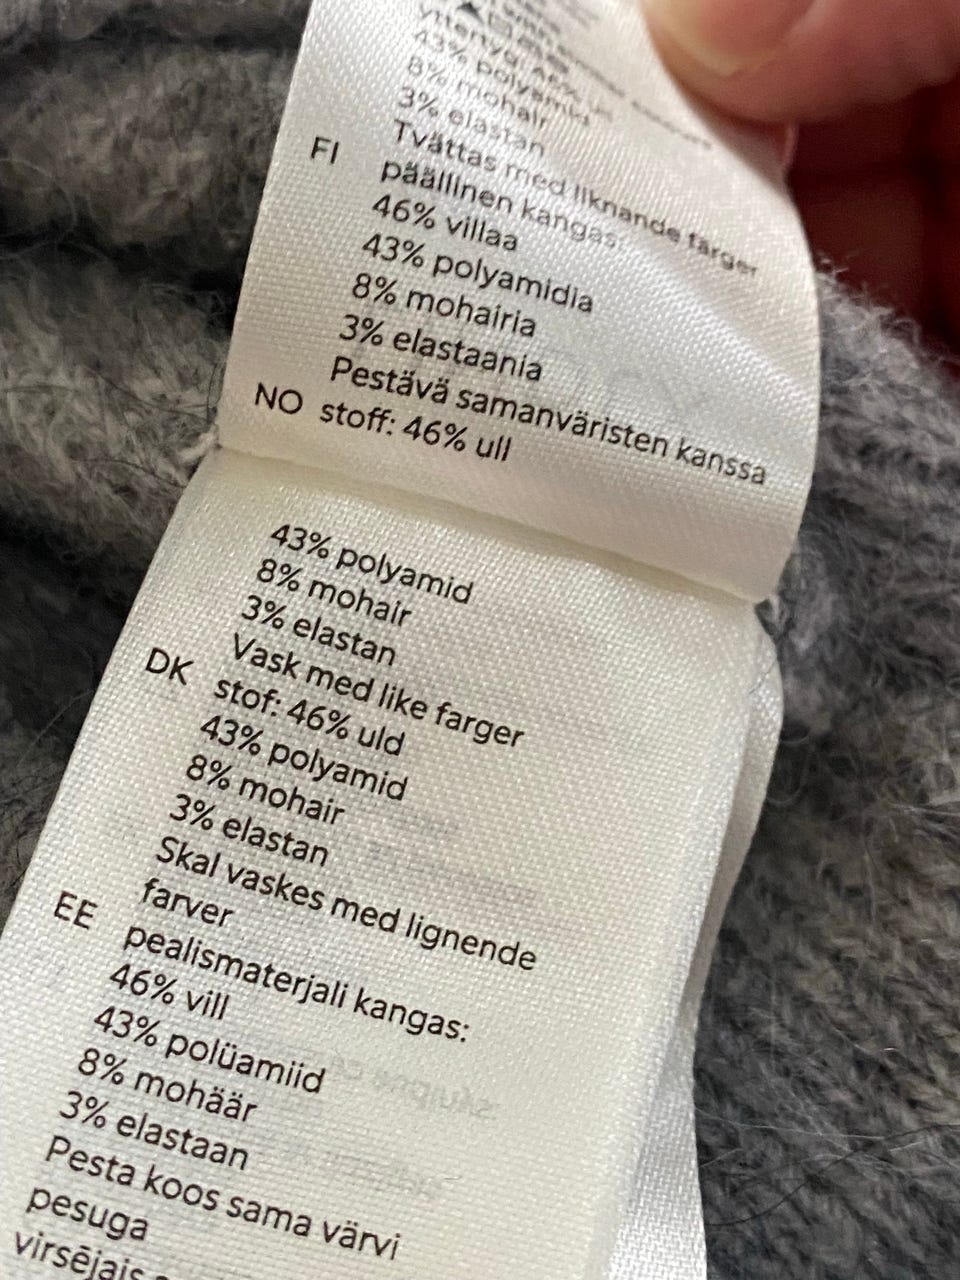 yttertyg: 46%
43% polyamid
8% mohair
3% elastan
Tvättas med liknande färger
FI päällinen kangas:
46% villaa
43% polyamidia
8% mohairia
3% elastaania
Pestävä samanväristen kanssa
NO stoff: 46% ull
43% polyamid
8% mohair
3% elastan
Vask med like farger
DK stof: 46% uld
43% polyamid
8% mohair
3% elastan
Skal vaskes med lignende
farver
EE pealismaterjali kangas:
46% vill
43% polüamiid
8% mohäär
3% elastaan
Pesta koos sama värvi
pesuga
virsējais